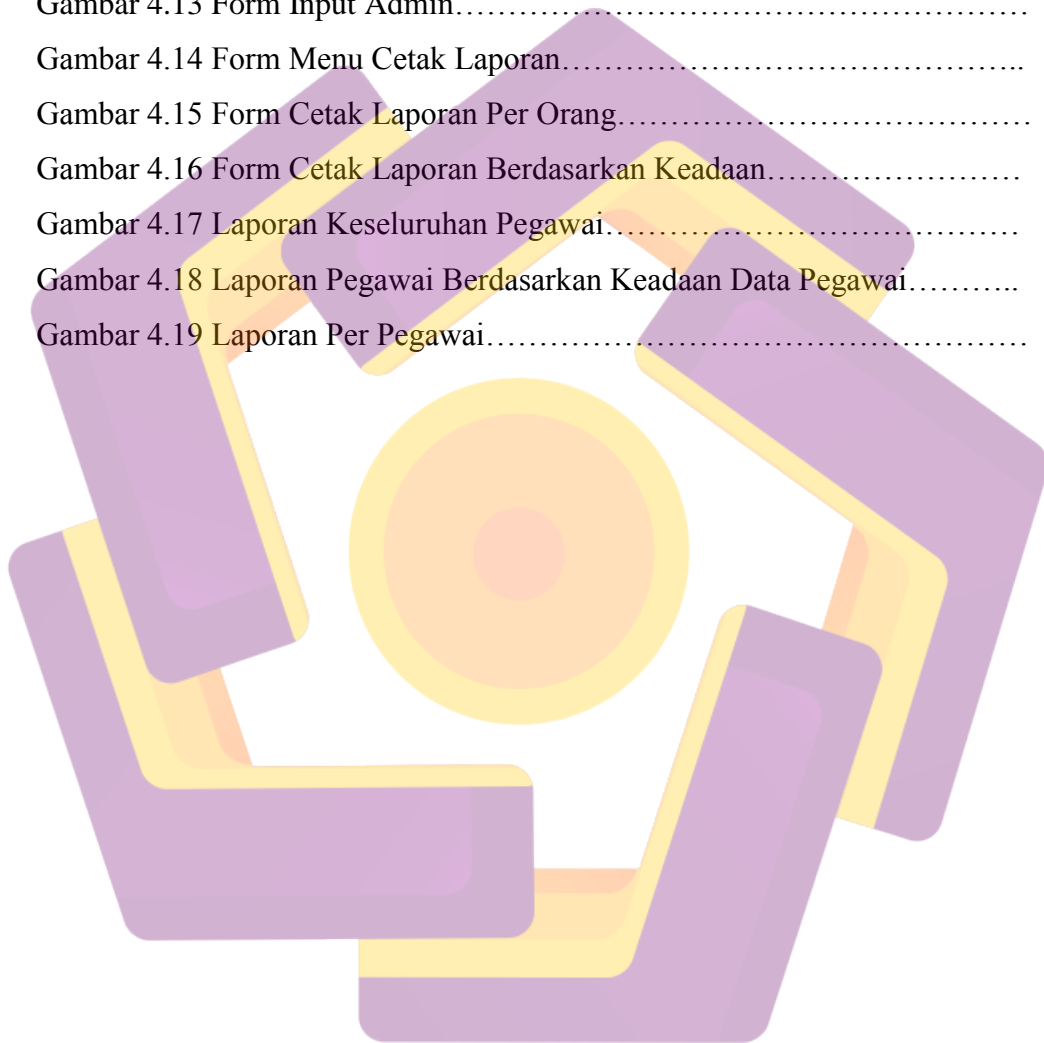 Gambar 4.13 Form Input Admin……………………………………………………
Gambar 4.14 Form Menu Cetak Laporan………………………………………..
Gambar 4.15 Form Cetak Laporan Per Orang……………………………………
Gambar 4.16 Form Cetak Laporan Berdasarkan Keadaan………………………
Gambar 4.17 Laporan Keseluruhan Pegawai……………………………………
Gambar 4.18 Laporan Pegawai Berdasarkan Keadaan Data Pegawai………..
Gambar 4.19 Laporan Per Pegawai………………………………………………